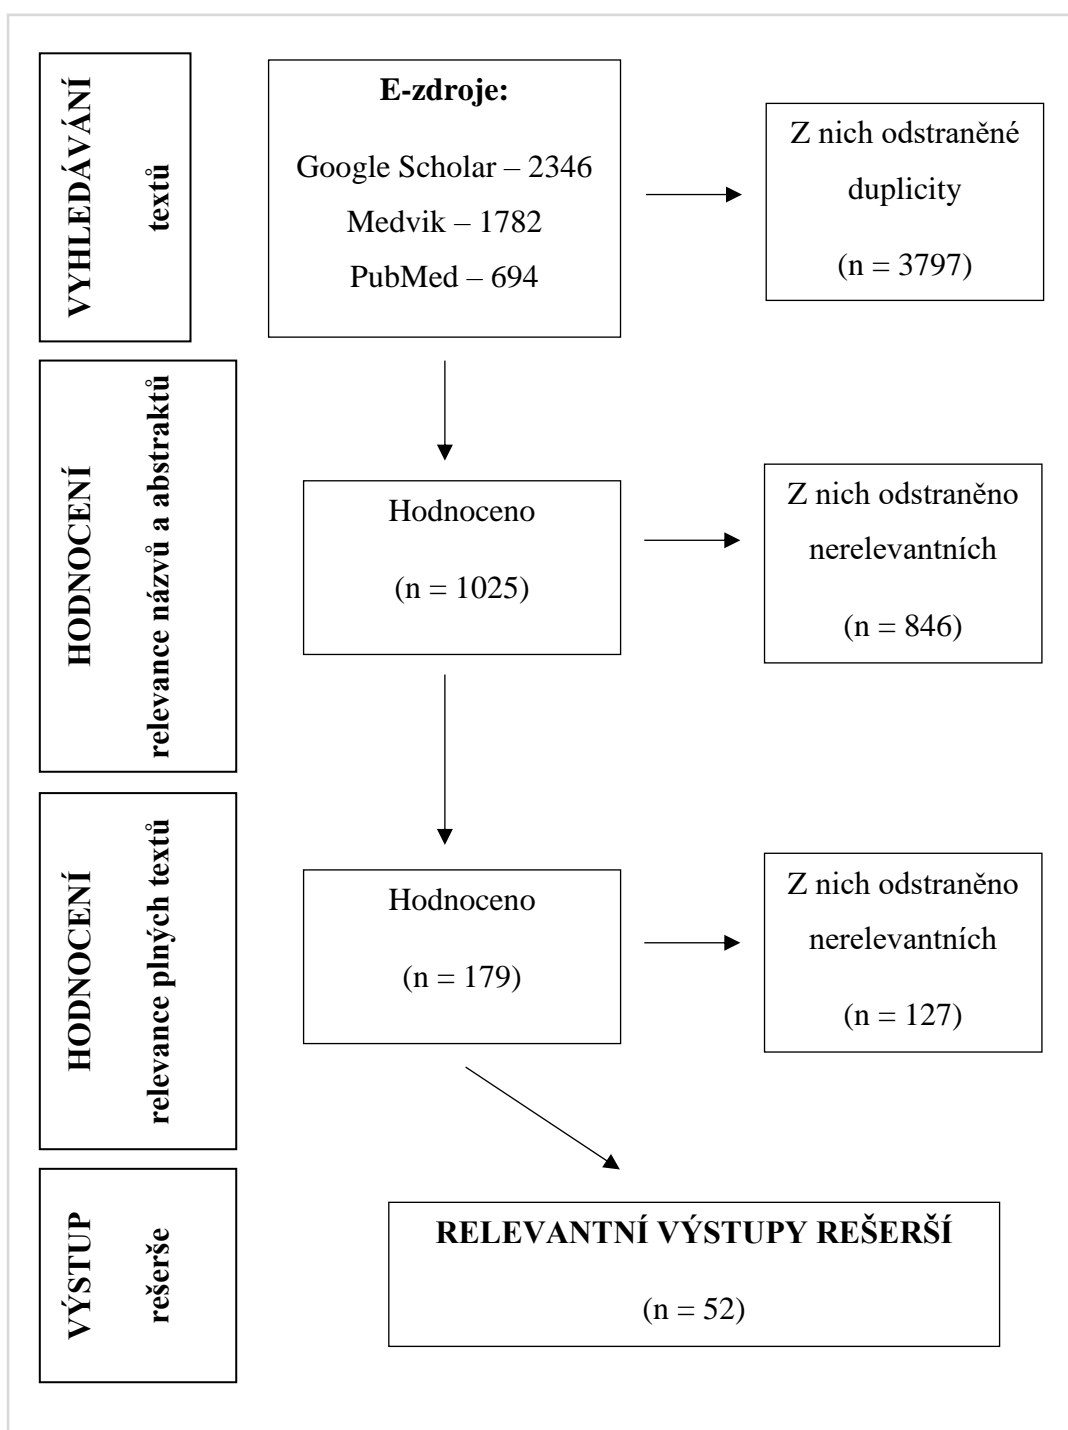 VYHLEDÁVÁNÍ
textů
E-zdroje:
Google Scholar – 2346
Medvik – 1782
PubMed – 694
Z nich odstraněné
duplicity
(n = 3797)
HODNOCENÍ
relevance názvů a abstraktů
Hodnoceno
(n = 1025)
Z nich odstraněno
nerelevantních
(n = 846)
HODNOCENÍ
relevance plných textů
Hodnoceno
(n = 179)
Z nich odstraněno
nerelevantních
(n = 127)
VÝSTUP
rešerše
RELEVANTNÍ VÝSTUPY REŠERŠÍ
(n = 52)